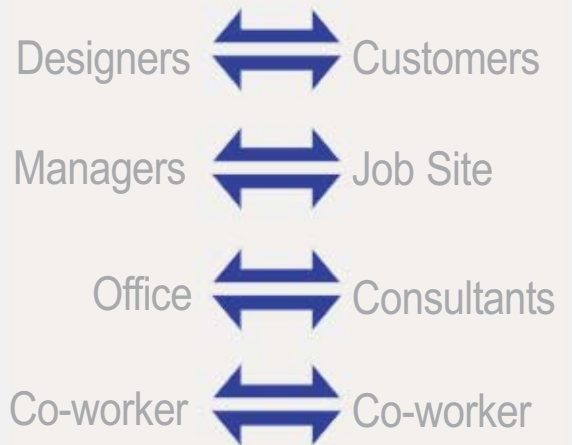 Designers Customers
Managers Job Site
Office Consultants
Co-worker Co-worker